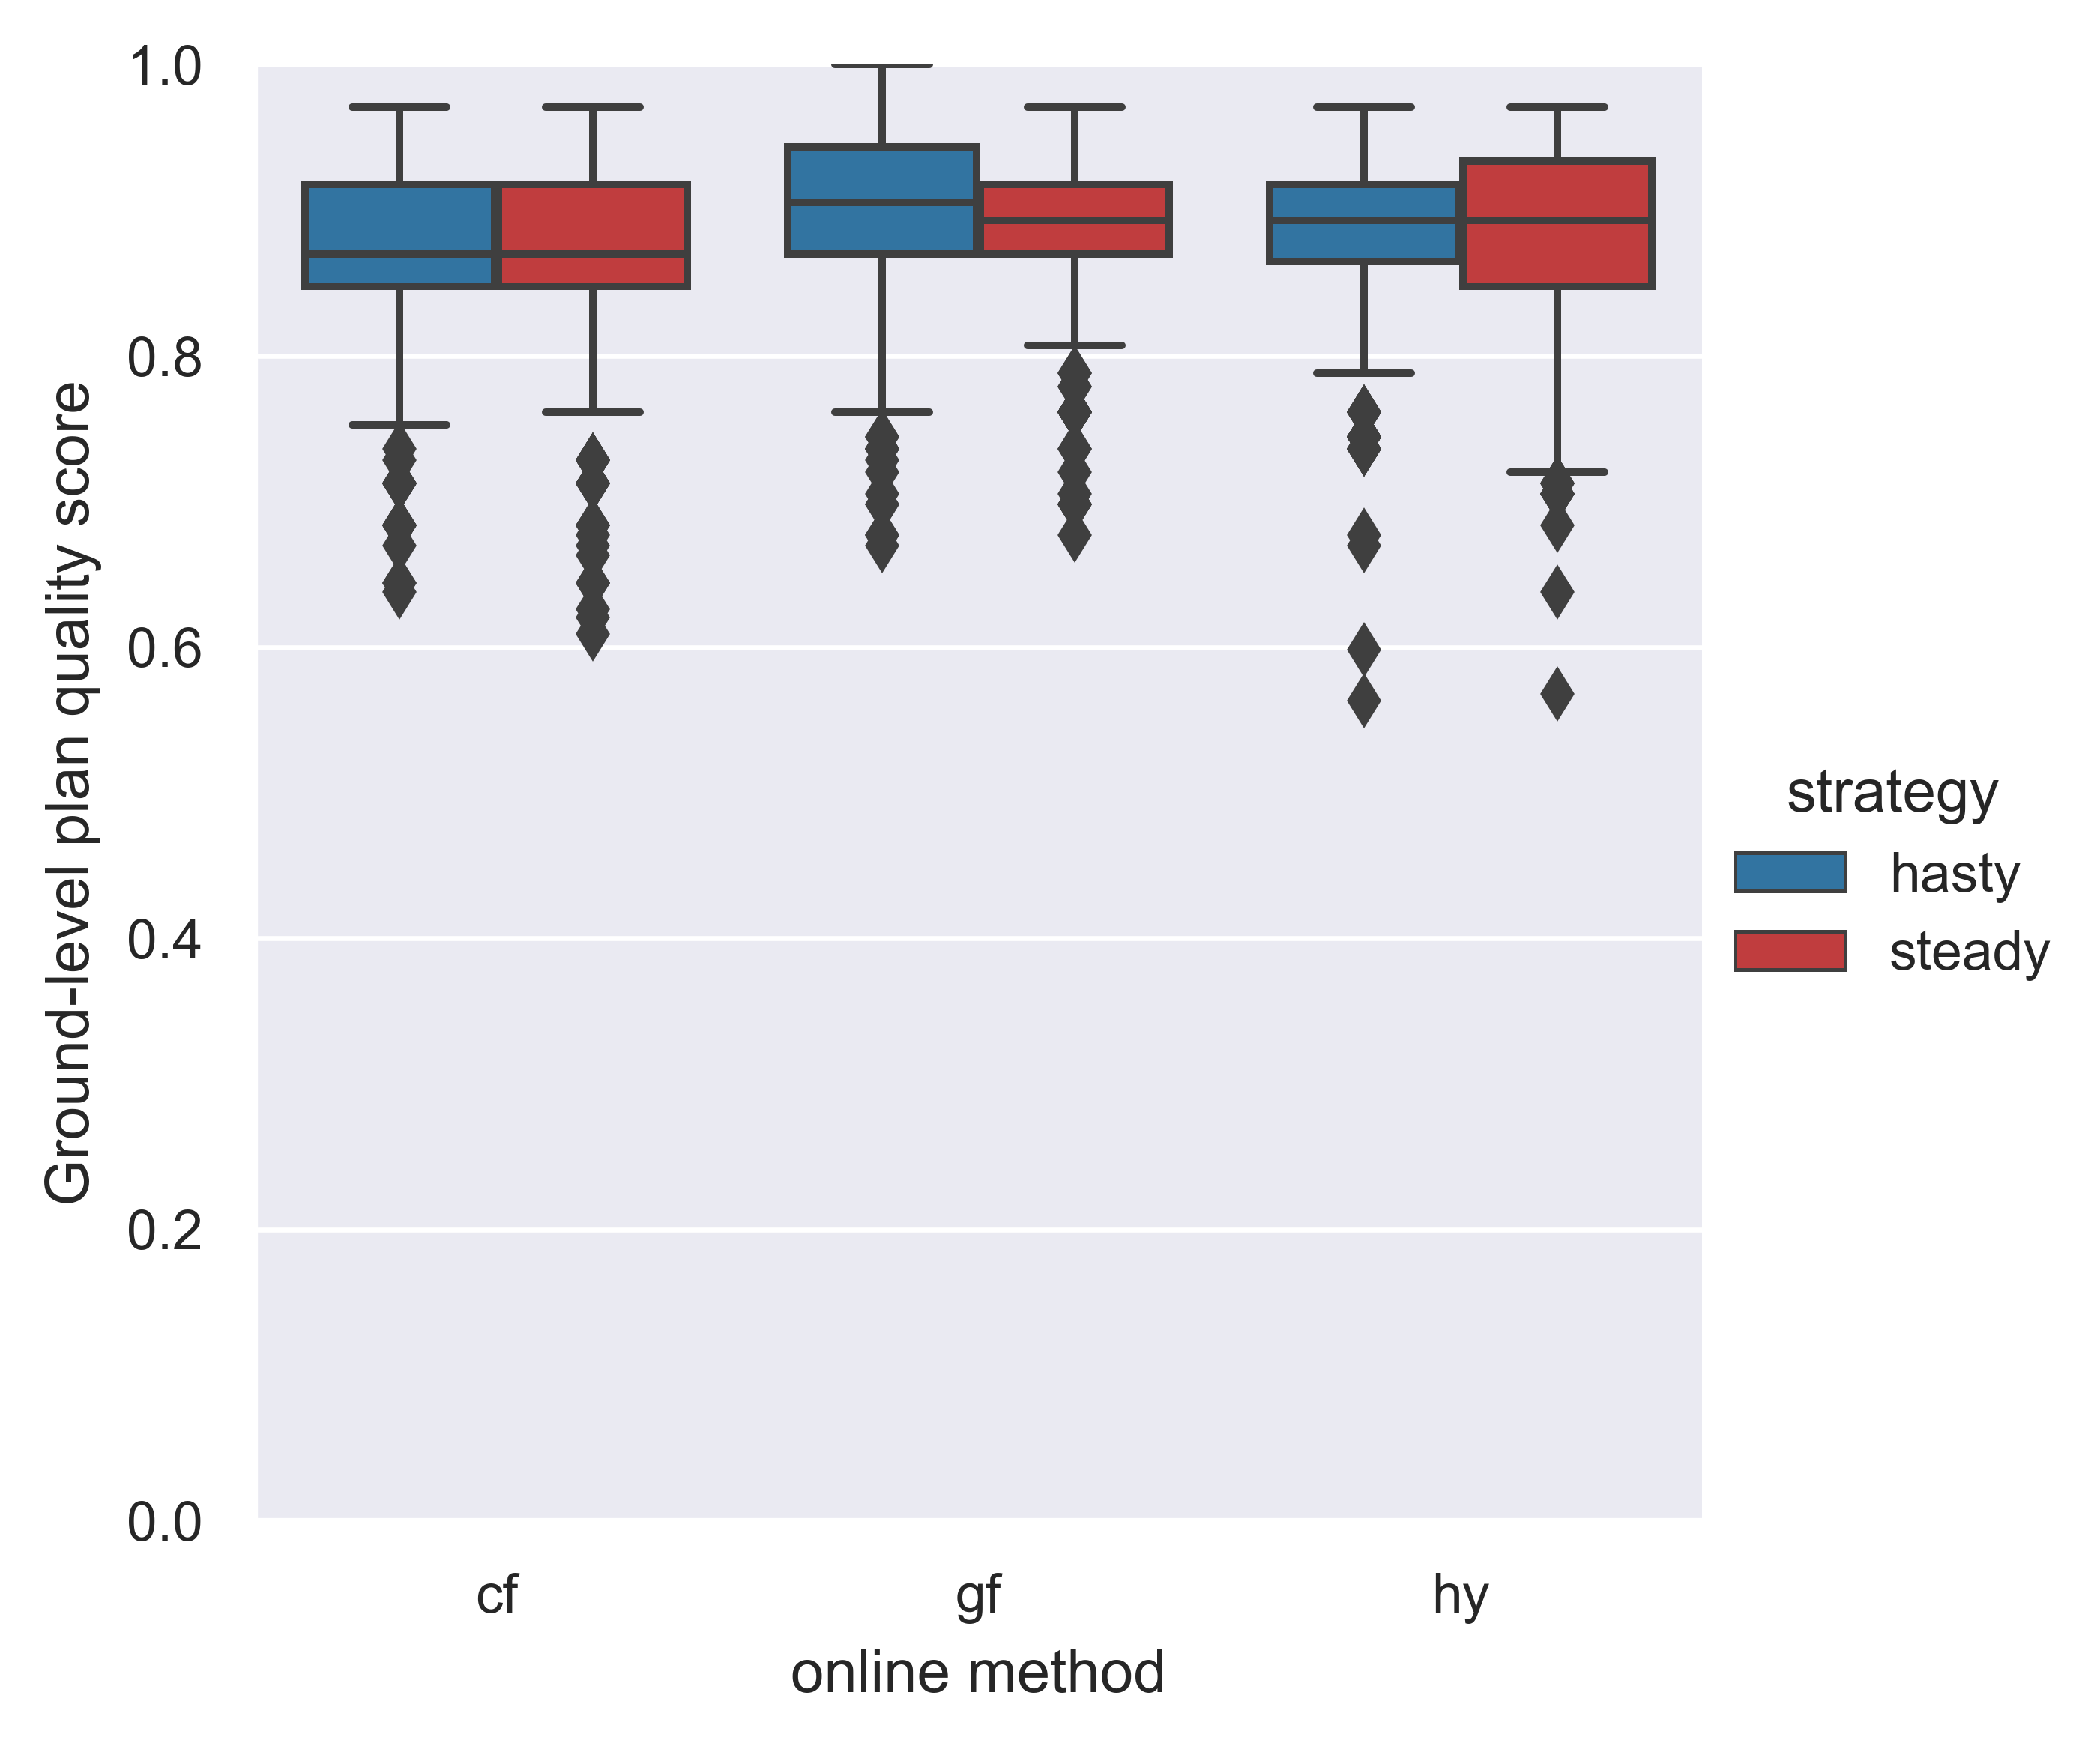 Ground-level plan quality score
1.0
0.8
0.6
0.4
0.2
0.0
cf
gf
hy
online method
strategy
hasty
steady